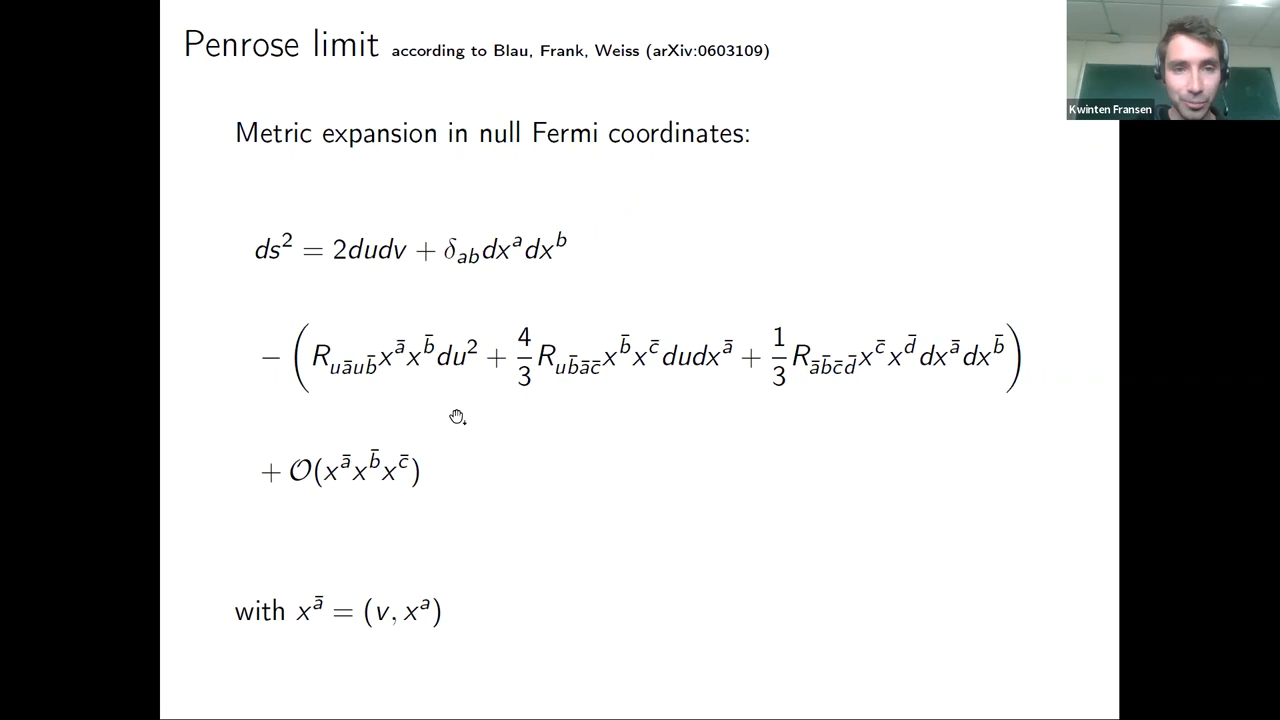 Penrose limit according to Blau, Frank, Weiss (arXiv:0603109)
Kwinten Fransen
Metric expansion in null Fermi coordinates:
ds² = 2dudv + δ_{ab}dx^a dx^b
− ( R_{uāub̄}x^{ā}x^{b̄}du² + 4/3 R_{ub̄āc̄}x^{b̄}x^{c̄}dudx^{ā} + 1/3 R_{āb̄c̄d̄}x^{c̄}x^{d̄}dx^{ā}dx^{b̄} )
+ 𝒪(x^{ā}x^{b̄}x^{c̄})
with x^{ā} = (v, x^a)